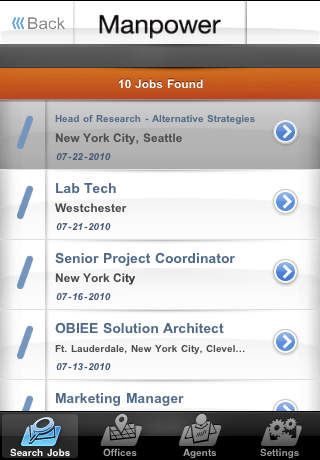 Back
Manpower
10 Jobs Found
Head of Research - Alternative Strategies
New York City, Seattle
07-22-2010
Lab Tech
Westchester
07-21-2010
Senior Project Coordinator
New York City
07-16-2010
OBIEE Solution Architect
Ft. Lauderdale, New York City, Clevel...
07-13-2010
Marketing Manager
Search Jobs
Offices
Agents
Settings